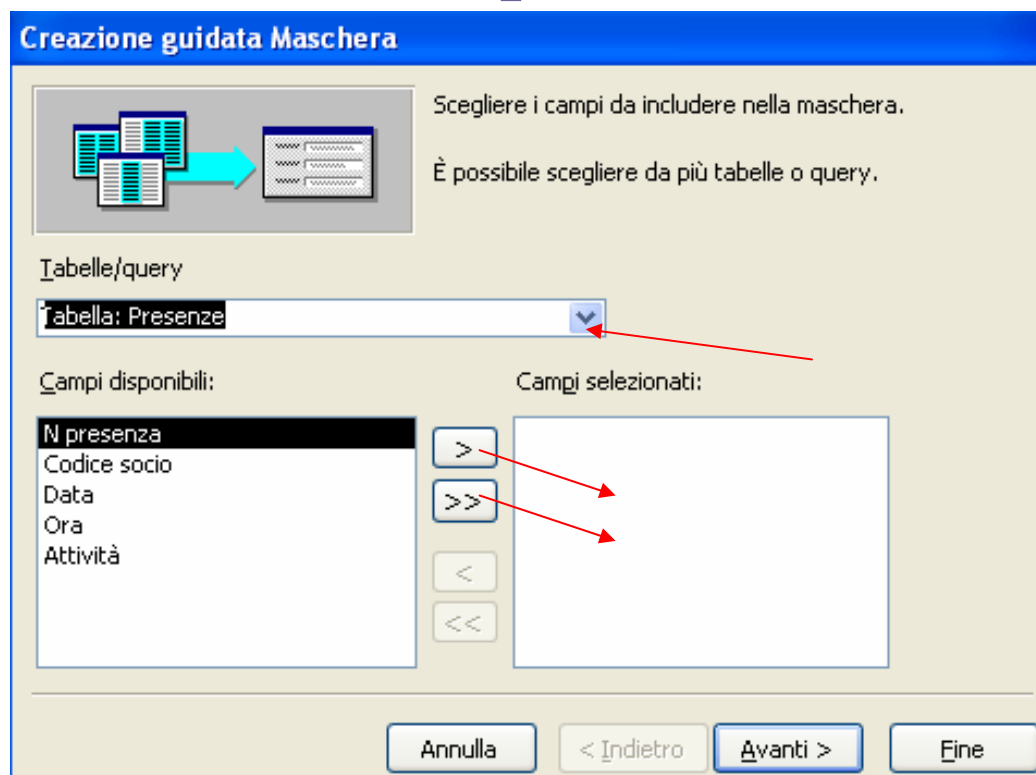 Creazione guidata Maschera
Scegliere i campi da includere nella maschera.
È possibile scegliere da più tabelle o query.
Tabelle/query
Tabella: Presenze
Campi disponibili:
Campi selezionati:
N presenza
Codice socio
Data
Ora
Attività
>
>>
<
<<
Annulla
< Indietro
Avanti >
Fine